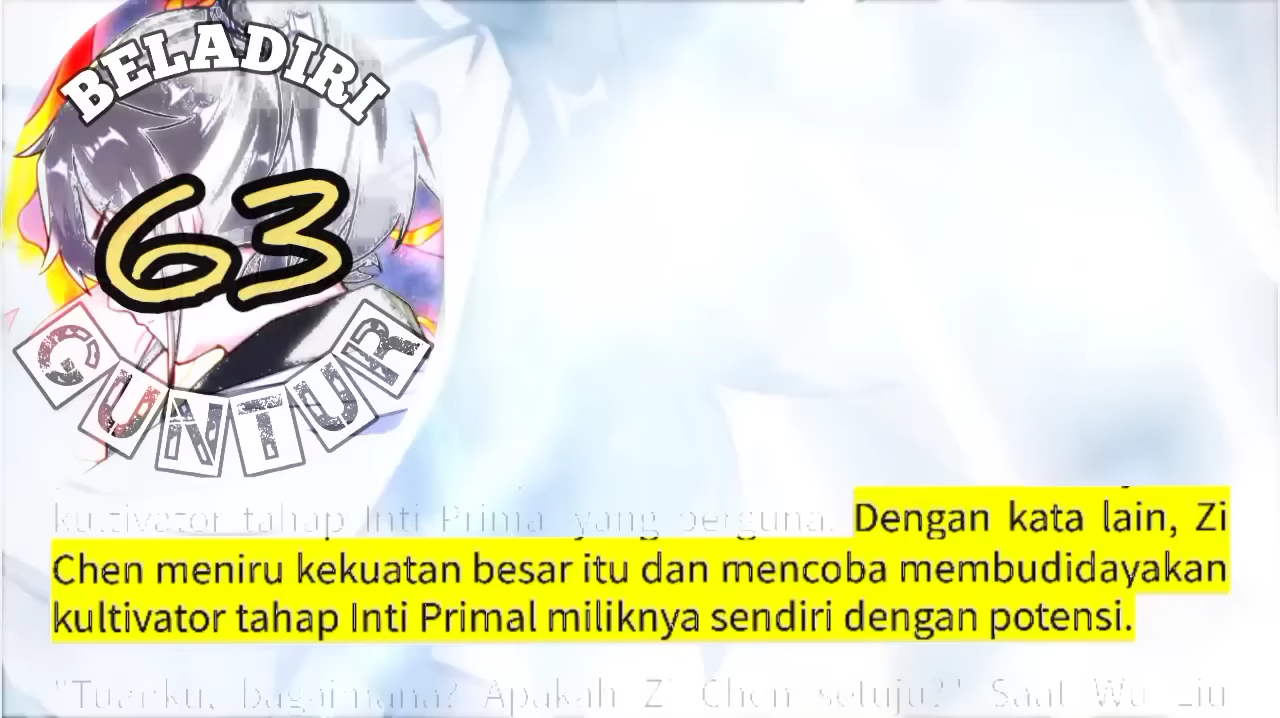 BELADIRI
63
GUNTUR
kultivator tahap Inti Primal yang berguna. Dengan kata lain, Zi
Chen meniru kekuatan besar itu dan mencoba membudidayakan
kultivator tahap Inti Primal miliknya sendiri dengan potensi.
"Tuanku, bagaimana? Apakah Zi Chen setuju?" Saat Wu Liu